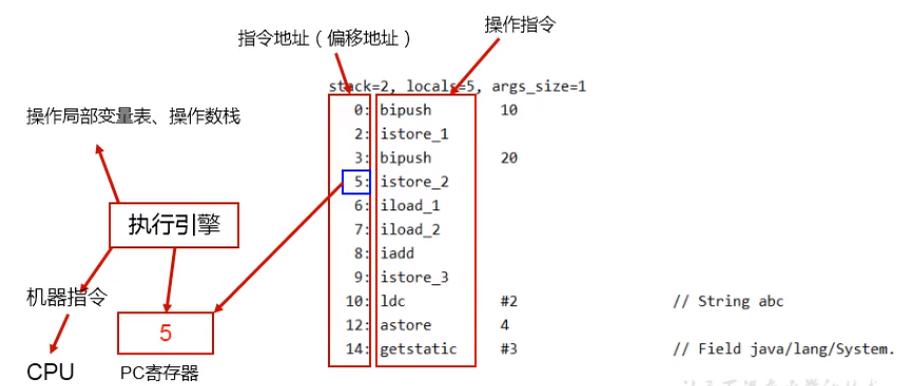 操作指令
指令地址（偏移地址）
stack=2, locals=5, args_size=1
操作局部变量表、操作数栈
0: bipush 10
2: istore_1
3: bipush 20
5: istore_2
6: iload_1
7: iload_2
8: iadd
9: istore_3
10: ldc #2 // String abc
12: astore 4
14: getstatic #3 // Field java/lang/System.
执行引擎
机器指令
5
CPU
PC寄存器